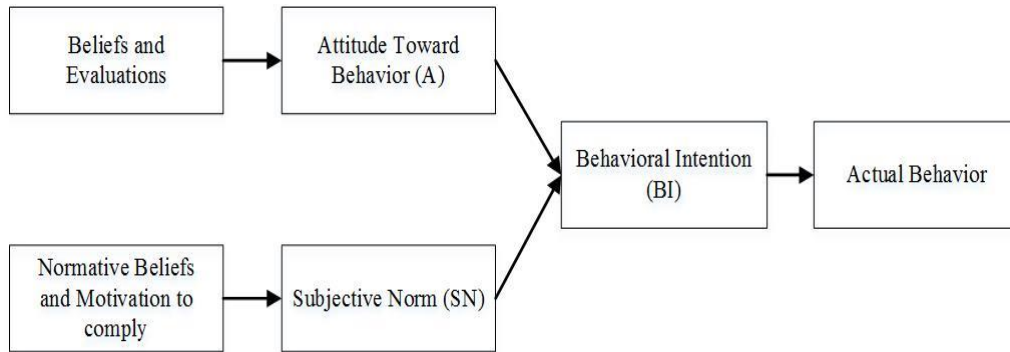 Beliefs and
Evaluations
Attitude Toward
Behavior (A)
Behavioral Intention
(BI)
Actual Behavior
Normative Beliefs
and Motivation to
comply
Subjective Norm (SN)